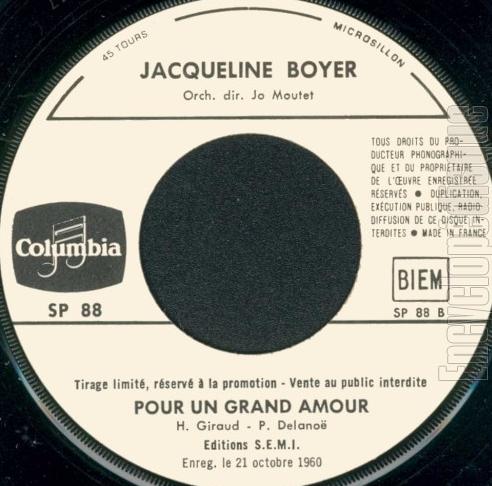 45 TOURS
MICROSILLON
JACQUELINE BOYER
Orch. dir. Jo Moutet
TOUS DROITS DU PRO-
DUCTEUR PHONOGRAPHI-
QUE ET DU PROPRIÉTAIRE
DE L'ŒUVRE ENREGISTRÉE
RÉSERVÉS ● DUPLICATION,
EXÉCUTION PUBLIQUE, RADIO-
DIFFUSION DE CE DISQUE IN-
TERDITES ● MADE IN FRANCE
Columbia
SP 88
BIEM
SP 88 B
Tirage limité, réservé à la promotion - Vente au public interdite
POUR UN GRAND AMOUR
H. Giraud - P. Delanoë
Editions S.E.M.I.
Enreg. le 21 octobre 1960